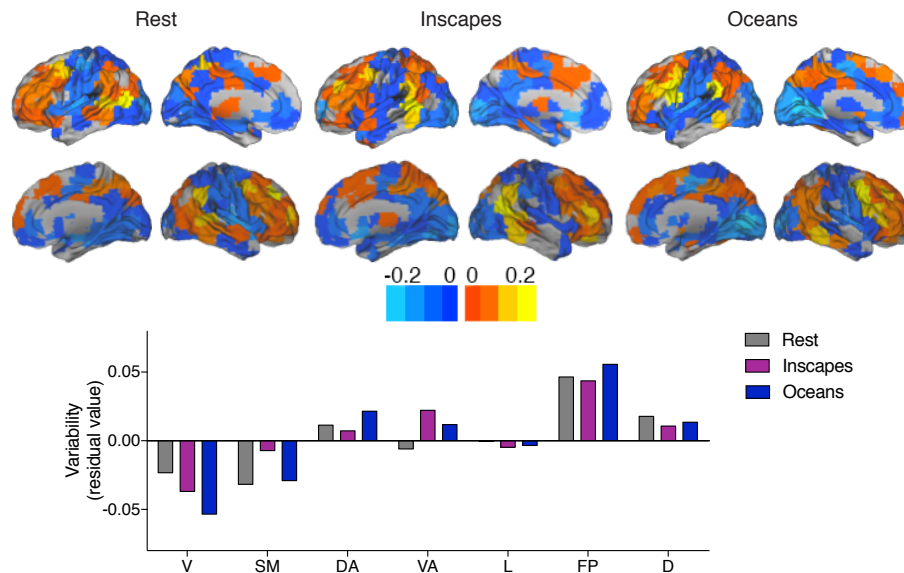 Rest Inscapes Oceans
-0.2 0 0 0.2
Rest
Inscapes
Oceans
Variability
(residual value)
0.05
0.00
-0.05
V SM DA VA L FP D